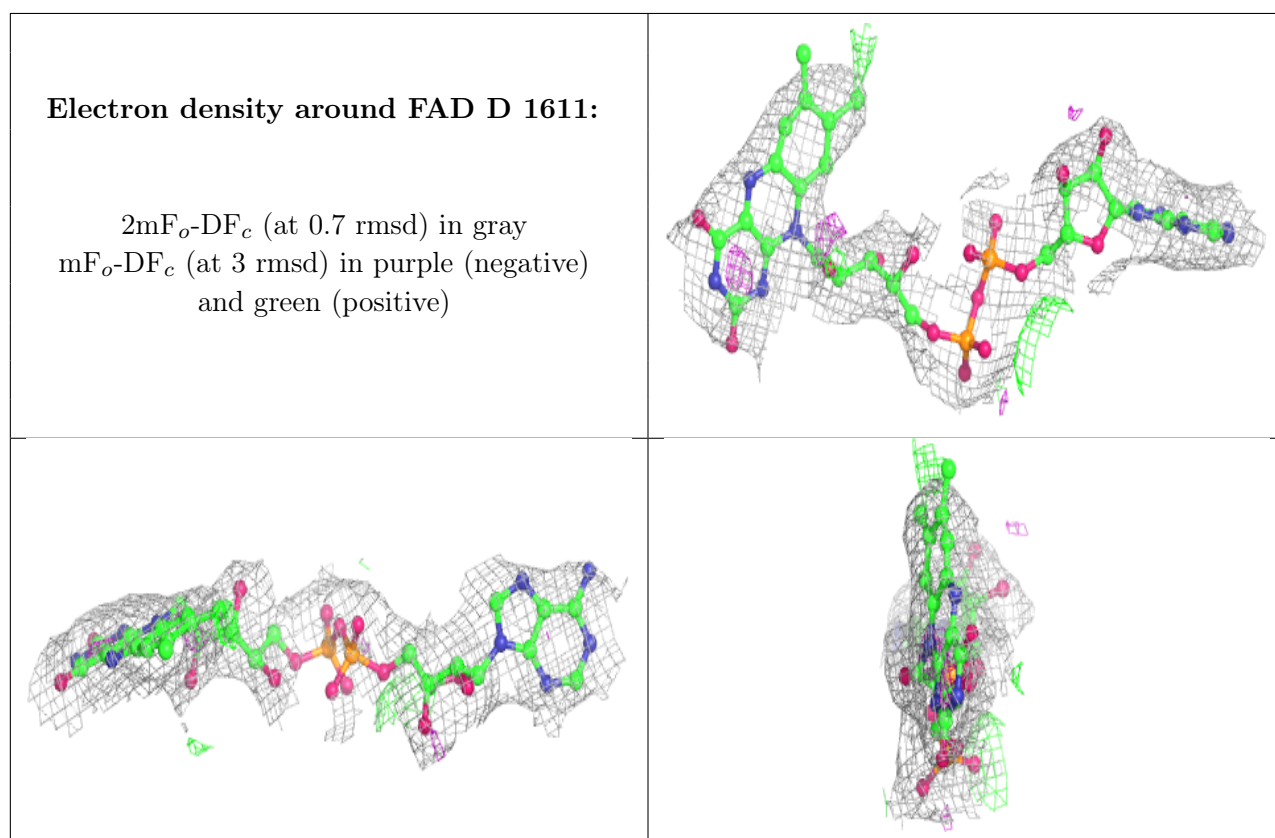 Electron density around FAD D 1611:
2mFo-DFc (at 0.7 rmsd) in gray
mFo-DFc (at 3 rmsd) in purple (negative)
and green (positive)